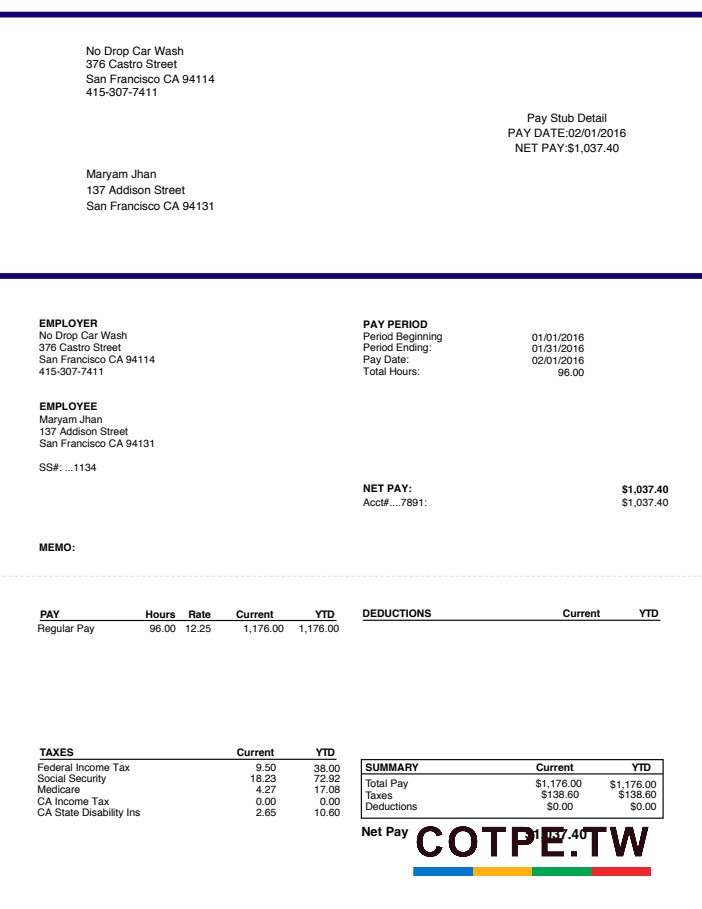 No Drop Car Wash
376 Castro Street
San Francisco CA 94114
415-307-7411
Pay Stub Detail
PAY DATE:02/01/2016
NET PAY:$1,037.40
Maryam Jhan
137 Addison Street
San Francisco CA 94131
EMPLOYER
No Drop Car Wash
376 Castro Street
San Francisco CA 94114
415-307-7411
PAY PERIOD
Period Beginning 01/01/2016
Period Ending: 01/31/2016
Pay Date: 02/01/2016
Total Hours: 96.00
EMPLOYEE
Maryam Jhan
137 Addison Street
San Francisco CA 94131
SS#: ...1134
NET PAY: $1,037.40
Acct#....7891: $1,037.40
MEMO:
PAY Hours Rate Current YTD
Regular Pay 96.00 12.25 1,176.00 1,176.00
DEDUCTIONS Current YTD
TAXES Current YTD
Federal Income Tax 9.50 38.00
Social Security 18.23 72.92
Medicare 4.27 17.08
CA Income Tax 0.00 0.00
CA State Disability Ins 2.65 10.60
SUMMARY Current YTD
Total Pay $1,176.00 $1,176.00
Taxes $138.60 $138.60
Deductions $0.00 $0.00
Net Pay $1,037.40
COTPE.TW